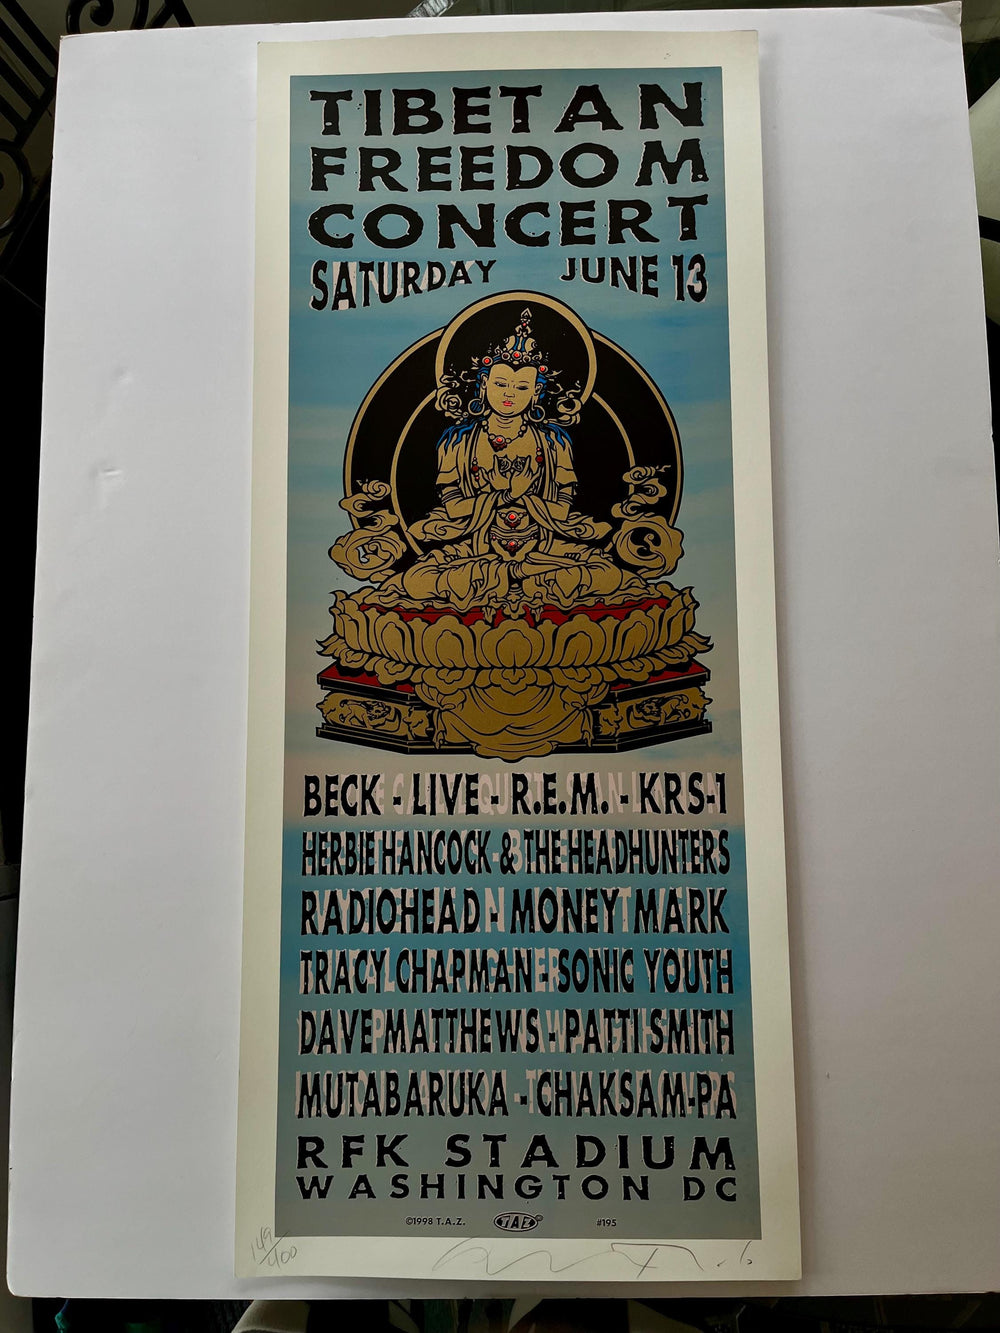 TIBETAN
FREEDOM
CONCERT
SATURDAY JUNE 13
BECK - LIVE - R.E.M. - KRS-1
HERBIE HANCOCK & THE HEADHUNTERS
RADIOHEAD - MONEY MARK
TRACY CHAPMAN - SONIC YOUTH
DAVE MATTHEWS - PATTI SMITH
MUTABARUKA - CHAKSAM-PA
RFK STADIUM
WASHINGTON DC
©1998 T.A.Z. TAZ #195
149/400